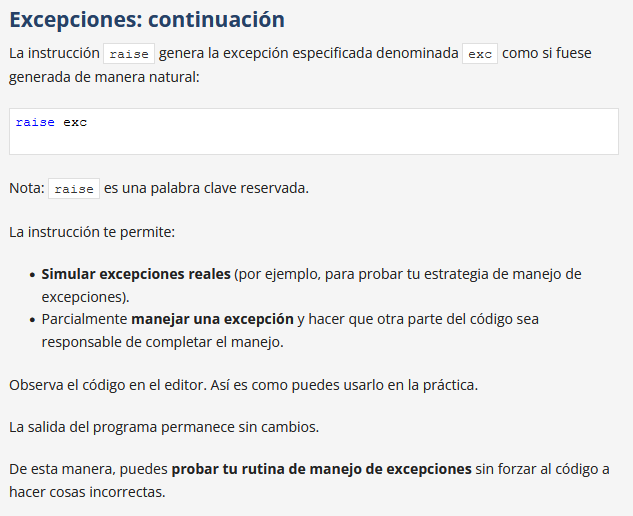 Excepciones: continuación
La instrucción raise genera la excepción especificada denominada exc como si fuese
generada de manera natural:
raise exc
Nota: raise es una palabra clave reservada.
La instrucción te permite:
• Simular excepciones reales (por ejemplo, para probar tu estrategia de manejo de
excepciones).
• Parcialmente manejar una excepción y hacer que otra parte del código sea
responsable de completar el manejo.
Observa el código en el editor. Así es como puedes usarlo en la práctica.
La salida del programa permanece sin cambios.
De esta manera, puedes probar tu rutina de manejo de excepciones sin forzar al código a
hacer cosas incorrectas.